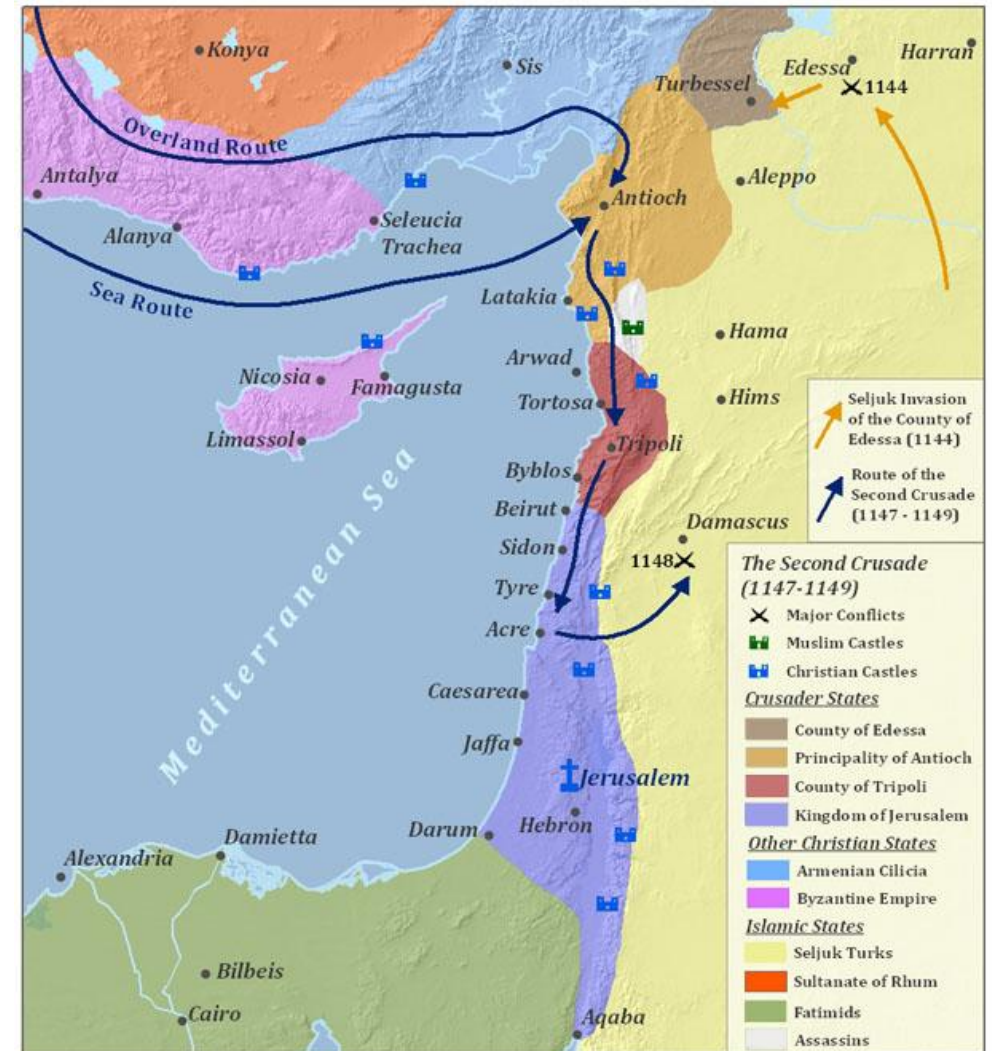 Konya
Sis
Harran
Edessa
Turbessel
1144
Overland Route
Antalya
Aleppo
Antioch
Seleucia
Trachea
Alanya
Sea Route
Latakia
Hama
Arwad
Nicosia
Famagusta
Tortosa
Hims
Limassol
Tripoli
Byblos
Beirut
Damascus
Sidon
1148
Tyre
Acre
Mediterranean Sea
Caesarea
Jaffa
Jerusalem
Hebron
Darum
Damietta
Alexandria
Bilbeis
Cairo
Aqaba
Seljuk Invasion
of the County of
Edessa (1144)
Route of the
Second Crusade
(1147 - 1149)
The Second Crusade
(1147-1149)
Major Conflicts
Muslim Castles
Christian Castles
Crusader States
County of Edessa
Principality of Antioch
County of Tripoli
Kingdom of Jerusalem
Other Christian States
Armenian Cilicia
Byzantine Empire
Islamic States
Seljuk Turks
Sultanate of Rhum
Fatimids
Assassins